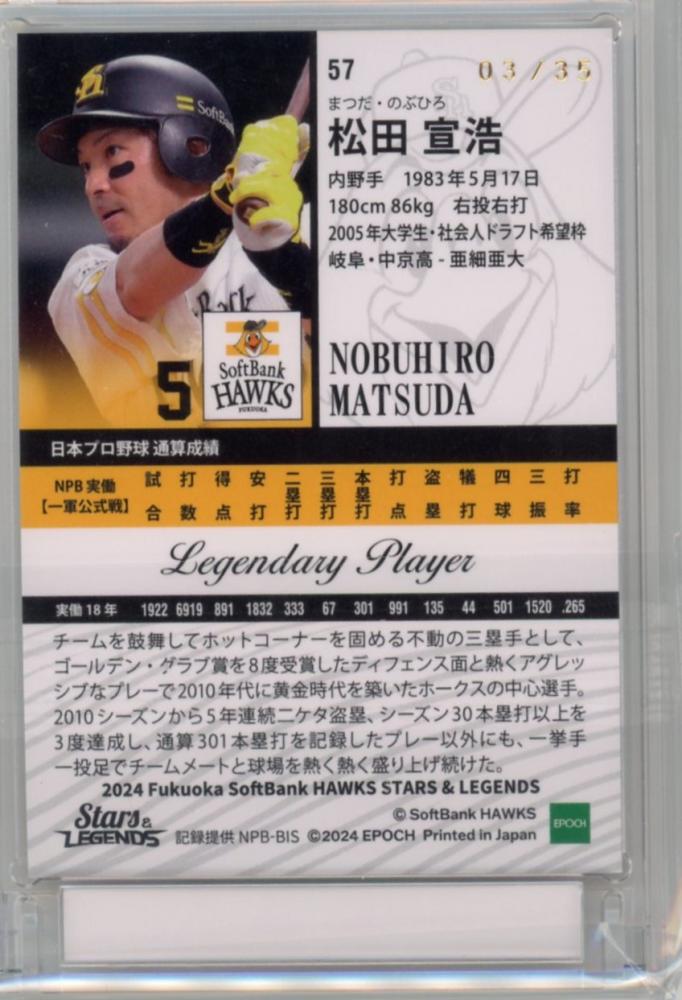 SoftBank
57
03/35
まつだ・のぶひろ
松田 宣浩
内野手 1983年5月17日
180cm 86kg 右投右打
2005年大学生・社会人ドラフト希望枠
岐阜・中京高 - 亜細亜大
5
SoftBank
HAWKS
FUKUOKA
NOBUHIRO
MATSUDA
日本プロ野球 通算成績
NPB 実働
【一軍公式戦】
試合 打数 得点 安打 二塁打 三塁打 本塁打 打点 盗塁 犠打 四球 三振 打率
Legendary Player
実働 18 年 1922 6919 891 1832 333 67 301 991 135 44 501 1520 .265
チームを鼓舞してホットコーナーを固める不動の三塁手として、
ゴールデン・グラブ賞を8度受賞したディフェンス面と熱くアグレッ
シブなプレーで2010年代に黄金時代を築いたホークスの中心選手。
2010シーズンから5年連続二ケタ盗塁、シーズン30本塁打以上を
3度達成し、通算301本塁打を記録したプレー以外にも、一挙手
一投足でチームメートと球場を熱く熱く盛り上げ続けた。
2024 Fukuoka SoftBank HAWKS STARS & LEGENDS
Stars &
LEGENDS
© SoftBank HAWKS
記録提供 NPB-BIS ©2024 EPOCH Printed in Japan
EPOCH